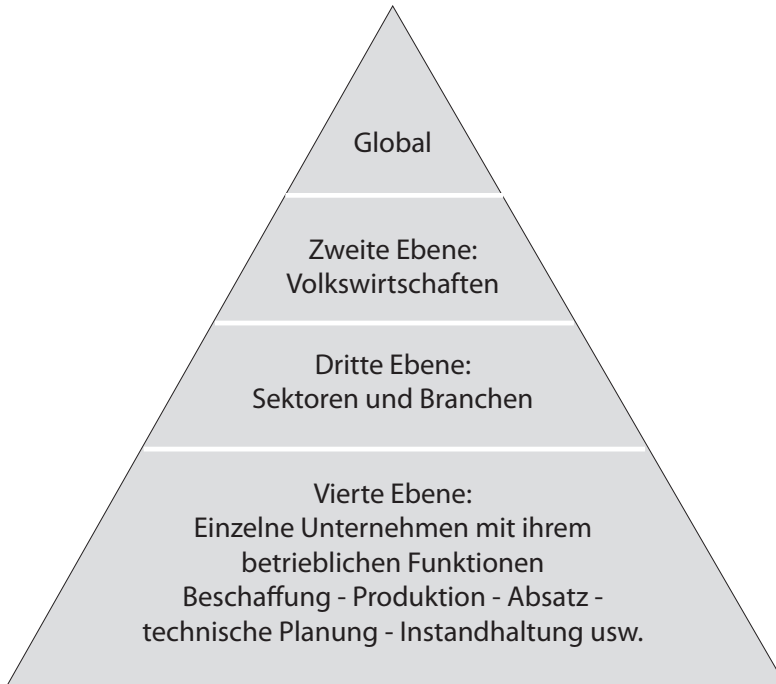 Global
Zweite Ebene:
Volkswirtschaften
Dritte Ebene:
Sektoren und Branchen
Vierte Ebene:
Einzelne Unternehmen mit ihrem
betrieblichen Funktionen
Beschaffung - Produktion - Absatz -
technische Planung - Instandhaltung usw.